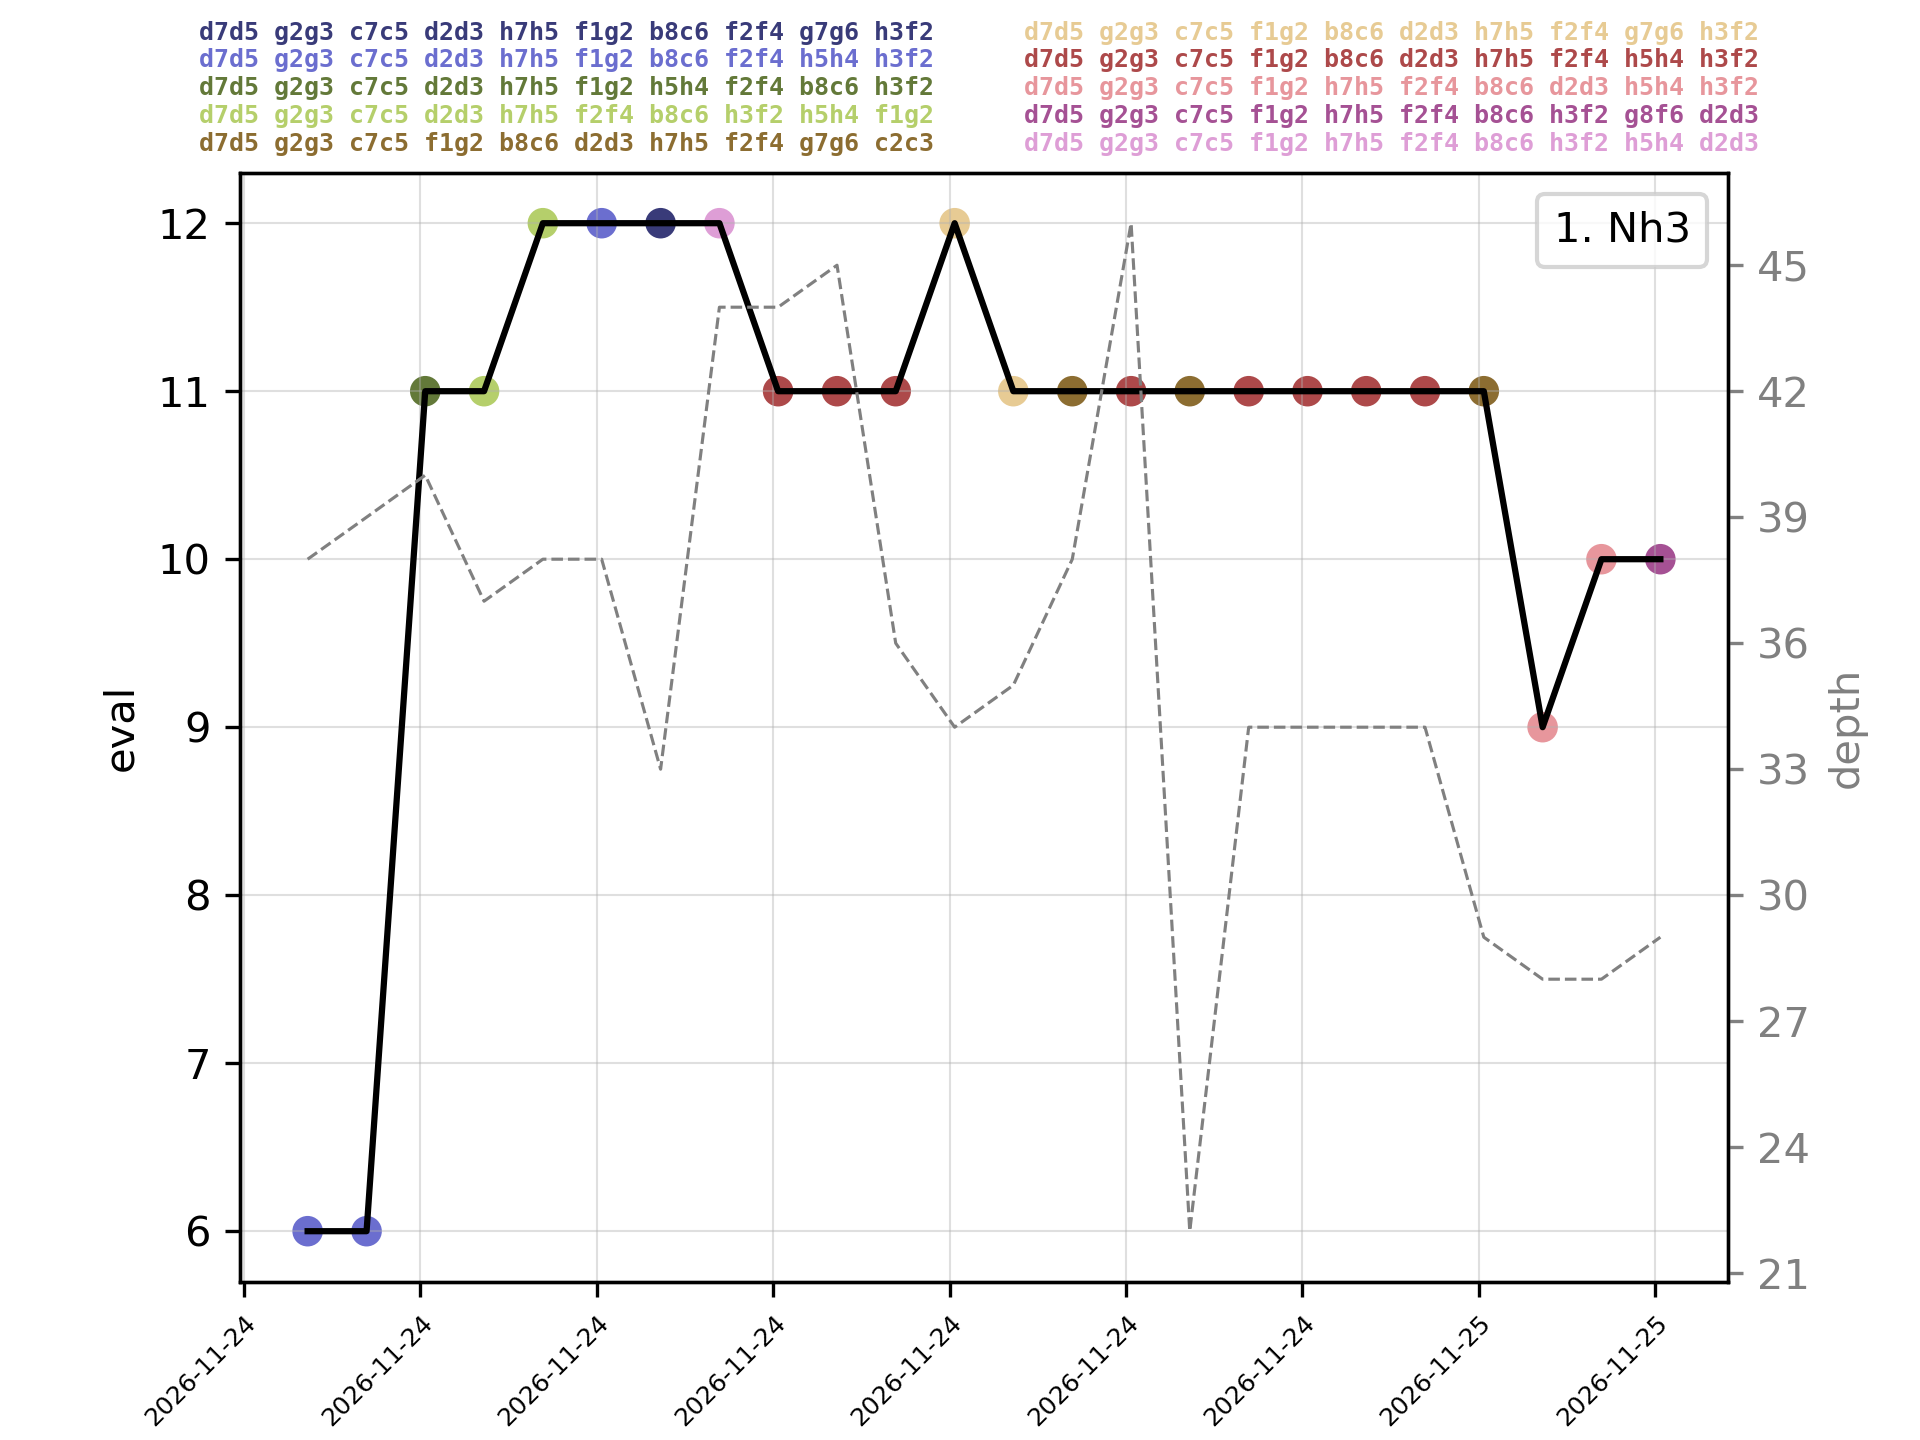 d7d5 g2g3 c7c5 d2d3 h7h5 f1g2 b8c6 f2f4 g7g6 h3f2
d7d5 g2g3 c7c5 d2d3 h7h5 f1g2 b8c6 f2f4 h5h4 h3f2
d7d5 g2g3 c7c5 d2d3 h7h5 f1g2 h5h4 f2f4 b8c6 h3f2
d7d5 g2g3 c7c5 d2d3 h7h5 f2f4 b8c6 h3f2 h5h4 f1g2
d7d5 g2g3 c7c5 f1g2 b8c6 d2d3 h7h5 f2f4 g7g6 c2c3
d7d5 g2g3 c7c5 f1g2 b8c6 d2d3 h7h5 f2f4 g7g6 h3f2
d7d5 g2g3 c7c5 f1g2 b8c6 d2d3 h7h5 f2f4 h5h4 h3f2
d7d5 g2g3 c7c5 f1g2 h7h5 f2f4 b8c6 d2d3 h5h4 h3f2
d7d5 g2g3 c7c5 f1g2 h7h5 f2f4 b8c6 h3f2 g8f6 d2d3
d7d5 g2g3 c7c5 f1g2 h7h5 f2f4 b8c6 h3f2 h5h4 d2d3
1. Nh3
eval
12
11
10
9
8
7
6
45
42
39
36
33
30
27
24
21
depth
2026-11-24
2026-11-24
2026-11-24
2026-11-24
2026-11-24
2026-11-24
2026-11-24
2026-11-25
2026-11-25